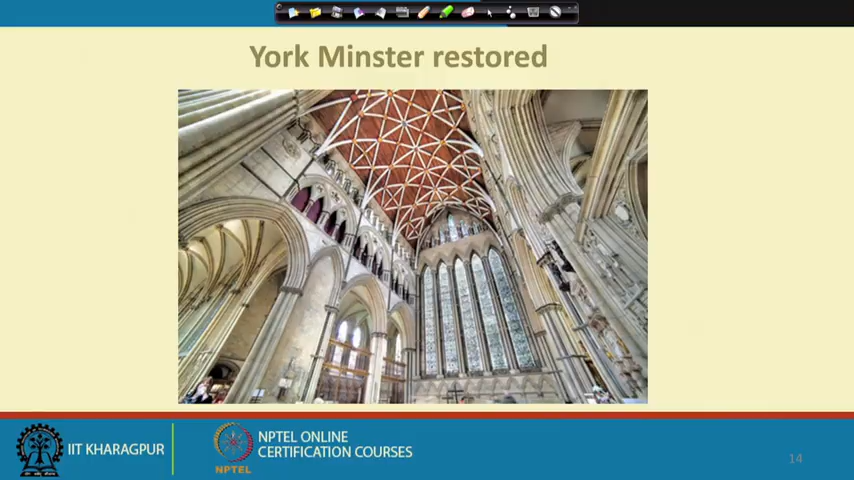 York Minster restored
IIT KHARAGPUR
NPTEL
NPTEL ONLINE
CERTIFICATION COURSES
14